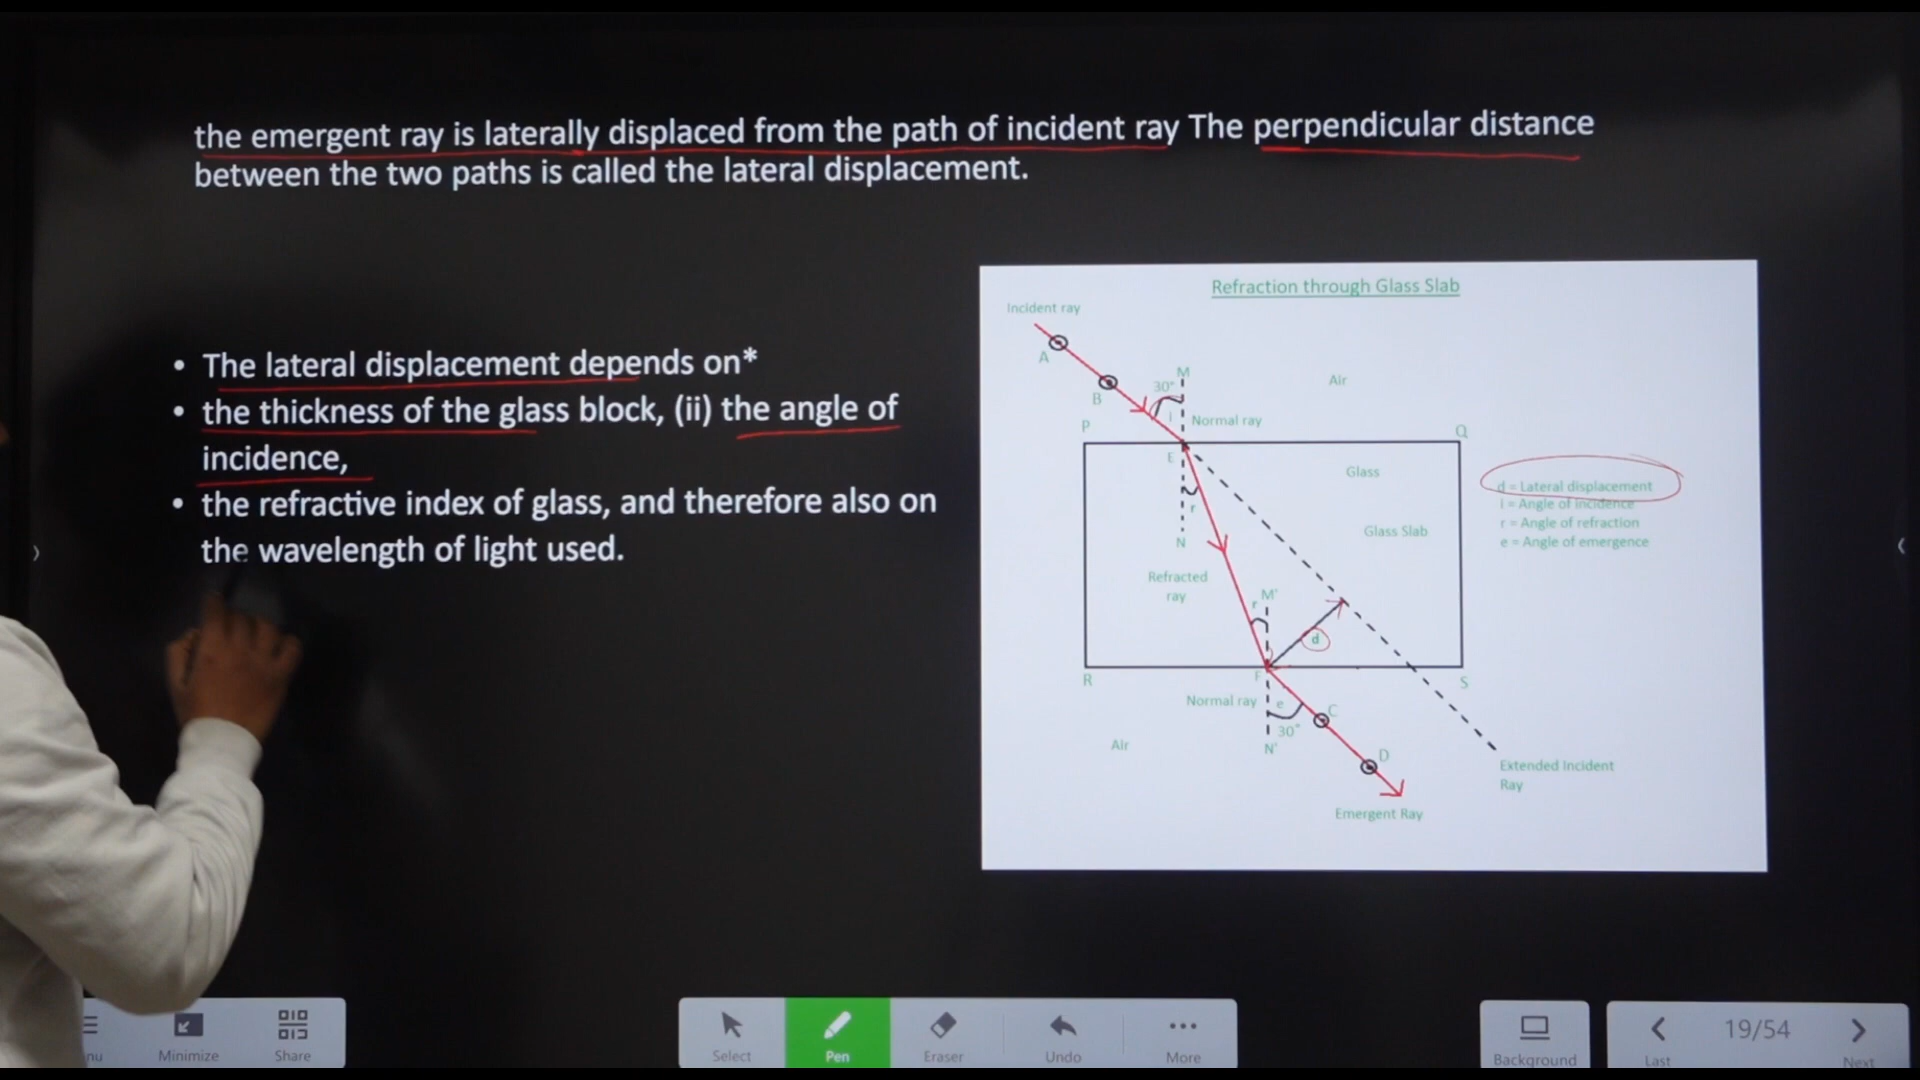 the emergent ray is laterally displaced from the path of incident ray The perpendicular distance
between the two paths is called the lateral displacement.
• The lateral displacement depends on*
• the thickness of the glass block, (ii) the angle of
incidence,
• the refractive index of glass, and therefore also on
the wavelength of light used.
Refraction through Glass Slab
Incident ray
A
B
30°
M
i
Normal ray
Air
P
Q
E
Glass
r
N
Glass Slab
d = Lateral displacement
i = Angle of incidence
r = Angle of refraction
e = Angle of emergence
Refracted
ray
r
M'
d
R
F
S
Normal ray
e
C
30°
N'
Air
D
Extended Incident
Ray
Emergent Ray
nu
Minimize
Share
Select
Pen
Eraser
Undo
More
Background
19/54
Last
Next